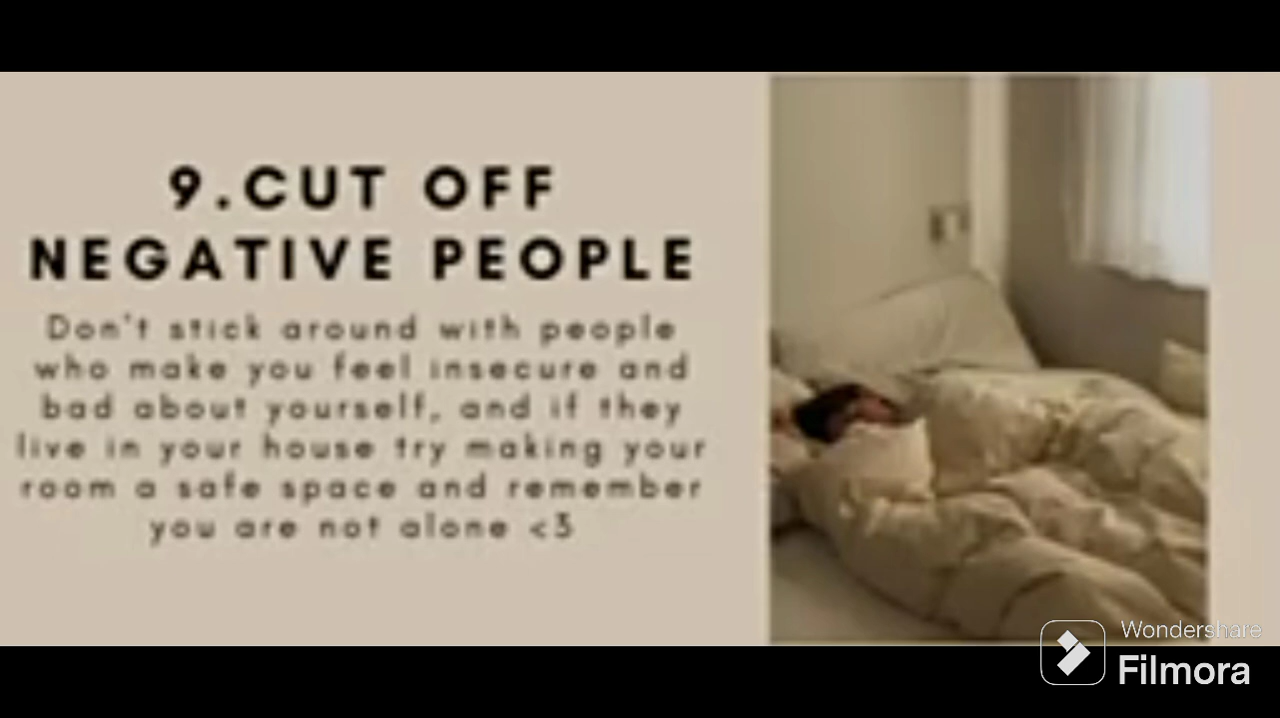 9.CUT OFF
NEGATIVE PEOPLE
Don't stick around with people
who make you feel insecure and
bad about yourself, and if they
live in your house try making your
room a safe space and remember
you are not alone <3
Wondershare
Filmora